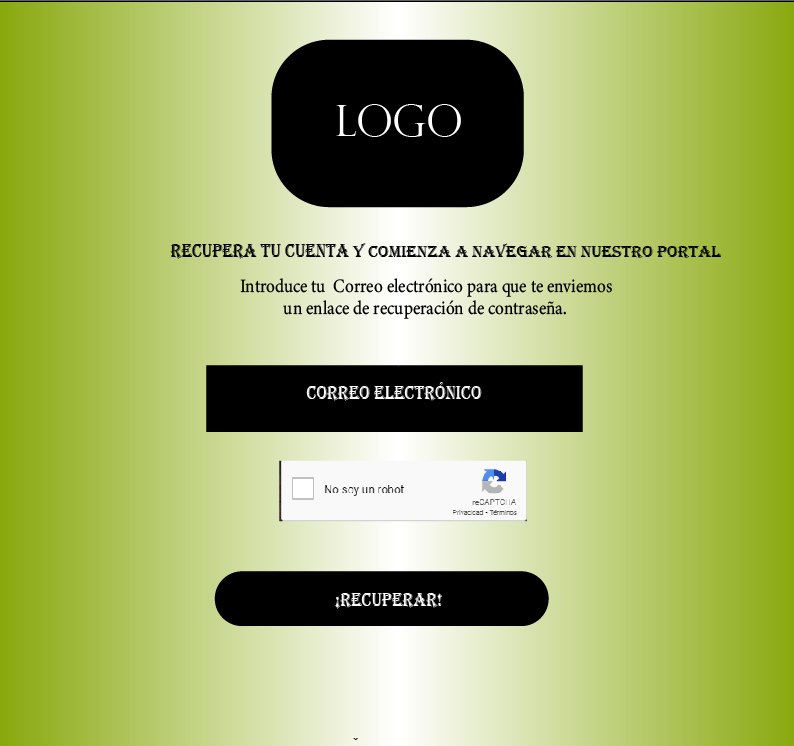 LOGO
RECUPERA TU CUENTA Y COMIENZA A NAVEGAR EN NUESTRO PORTAL
Introduce tu Correo electrónico para que te enviemos
un enlace de recuperación de contraseña.
CORREO ELECTRÓNICO
No soy un robot
reCAPTCHA
Privacidad - Términos
¡RECUPERAR!